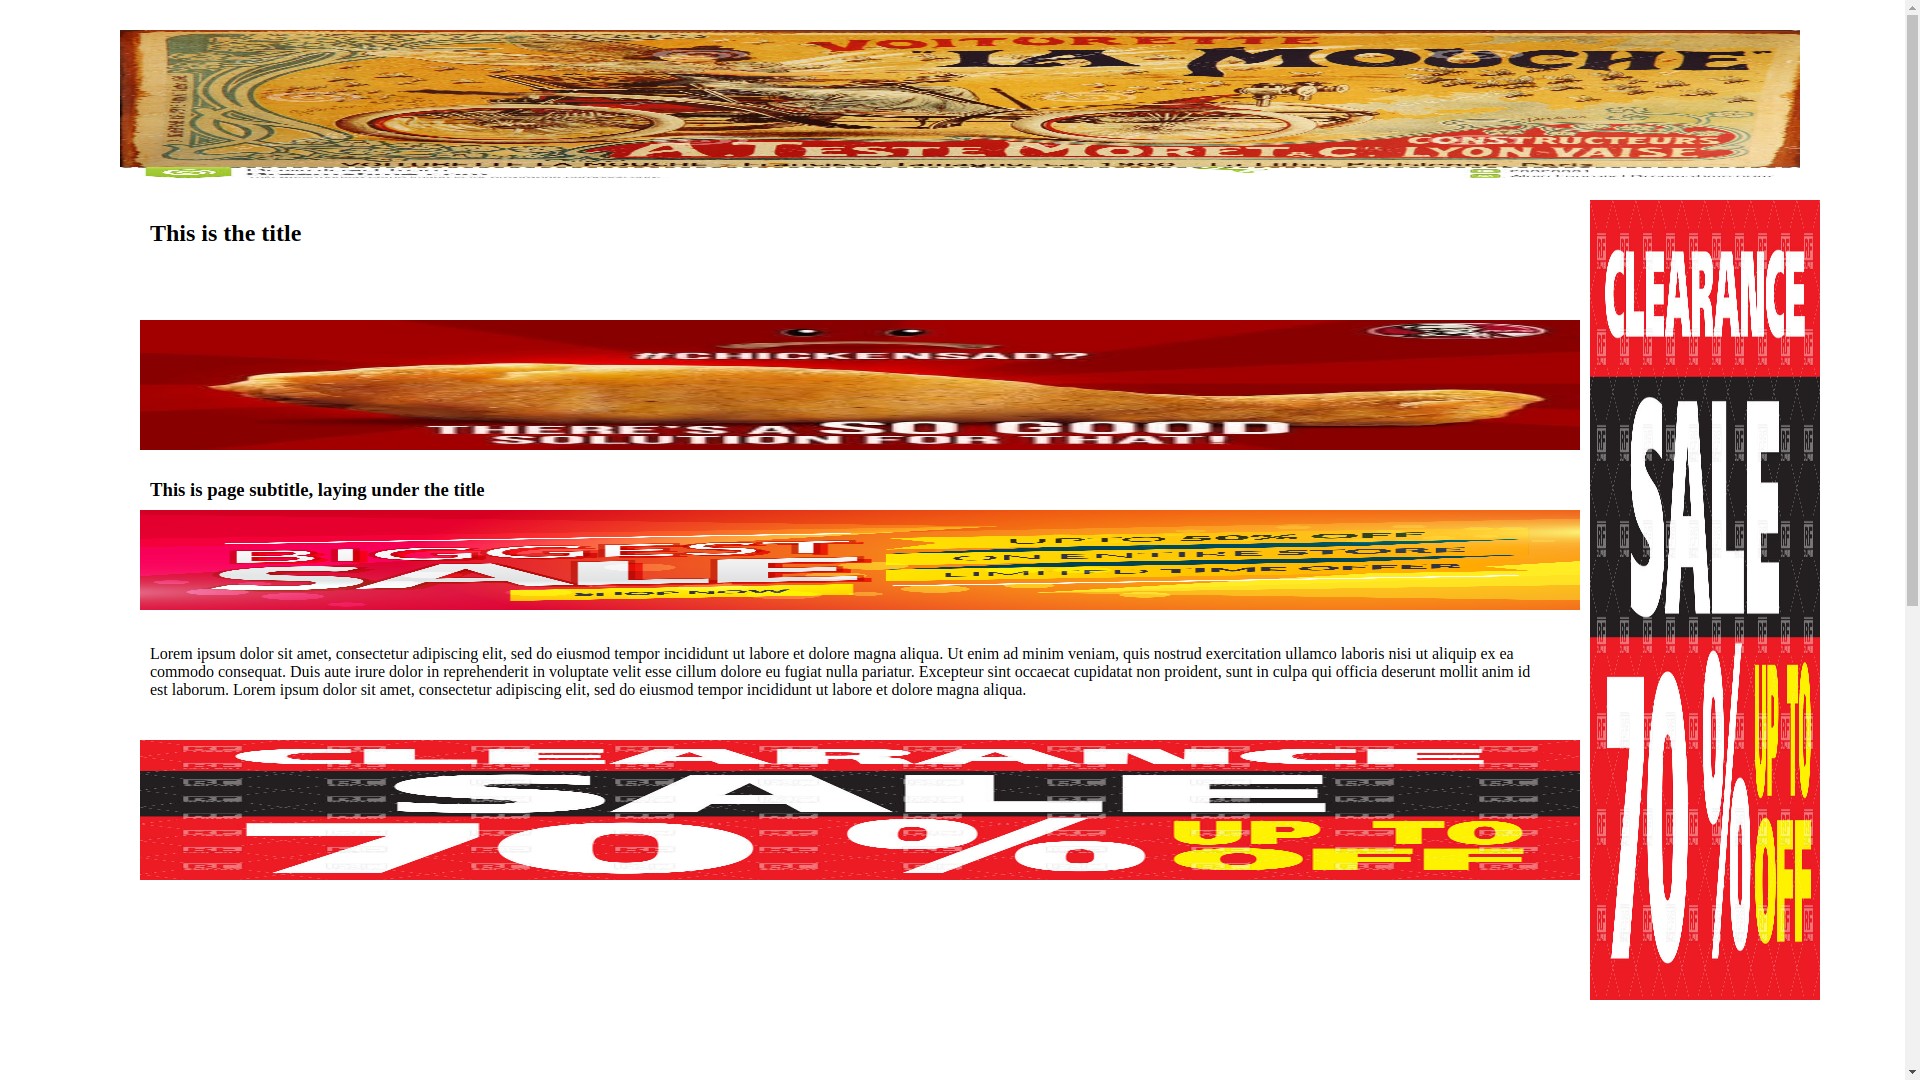 VOITURETTE
"LA MOUCHE"
A. TESTE MORET & C.
CONSTRUCTEURS
LYON VAISE
This is the title
#CHICKENSAD?
THERE'S A SO GOOD
SOLUTION FOR THAT!
This is page subtitle, laying under the title
BIGGEST
SALE
SHOP NOW
UPTO 50% OFF
ON ENTIRE STORE
LIMITED TIME OFFER
Lorem ipsum dolor sit amet, consectetur adipiscing elit, sed do eiusmod tempor incididunt ut labore et dolore magna aliqua. Ut enim ad minim veniam, quis nostrud exercitation ullamco laboris nisi ut aliquip ex ea
commodo consequat. Duis aute irure dolor in reprehenderit in voluptate velit esse cillum dolore eu fugiat nulla pariatur. Excepteur sint occaecat cupidatat non proident, sunt in culpa qui officia deserunt mollit anim id
est laborum. Lorem ipsum dolor sit amet, consectetur adipiscing elit, sed do eiusmod tempor incididunt ut labore et dolore magna aliqua.
CLEARANCE
SALE
70% UP TO
OFF
CLEARANCE
SALE
70% UP TO
OFF